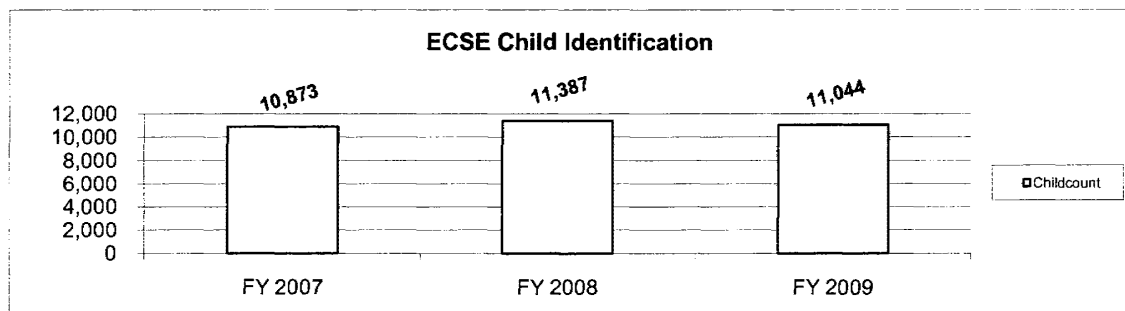 ECSE Child Identification
10,873
11,387
11,044
12,000
10,000
8,000
6,000
4,000
2,000
0
Childcount
FY 2007
FY 2008
FY 2009